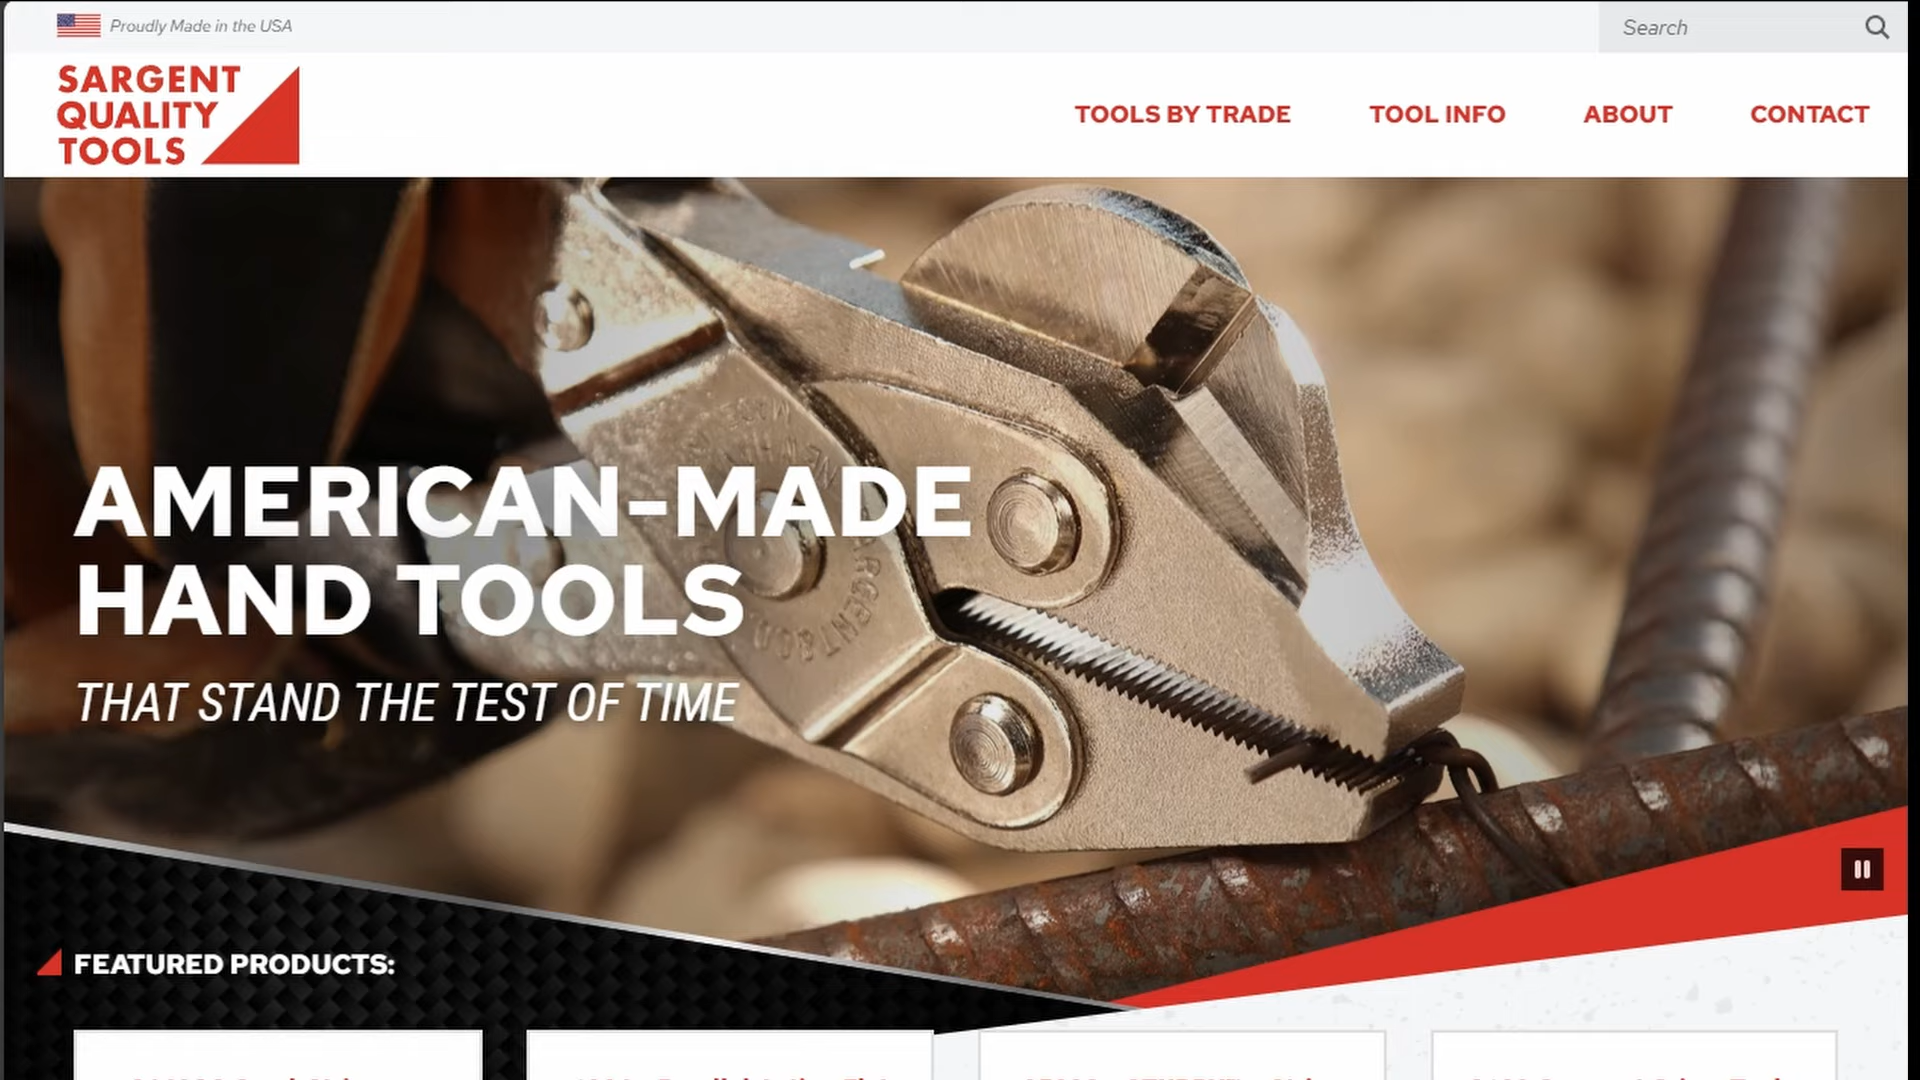 Proudly Made in the USA
Search
SARGENT
QUALITY
TOOLS
TOOLS BY TRADE
TOOL INFO
ABOUT
CONTACT
AMERICAN-MADE
HAND TOOLS
THAT STAND THE TEST OF TIME
FEATURED PRODUCTS: